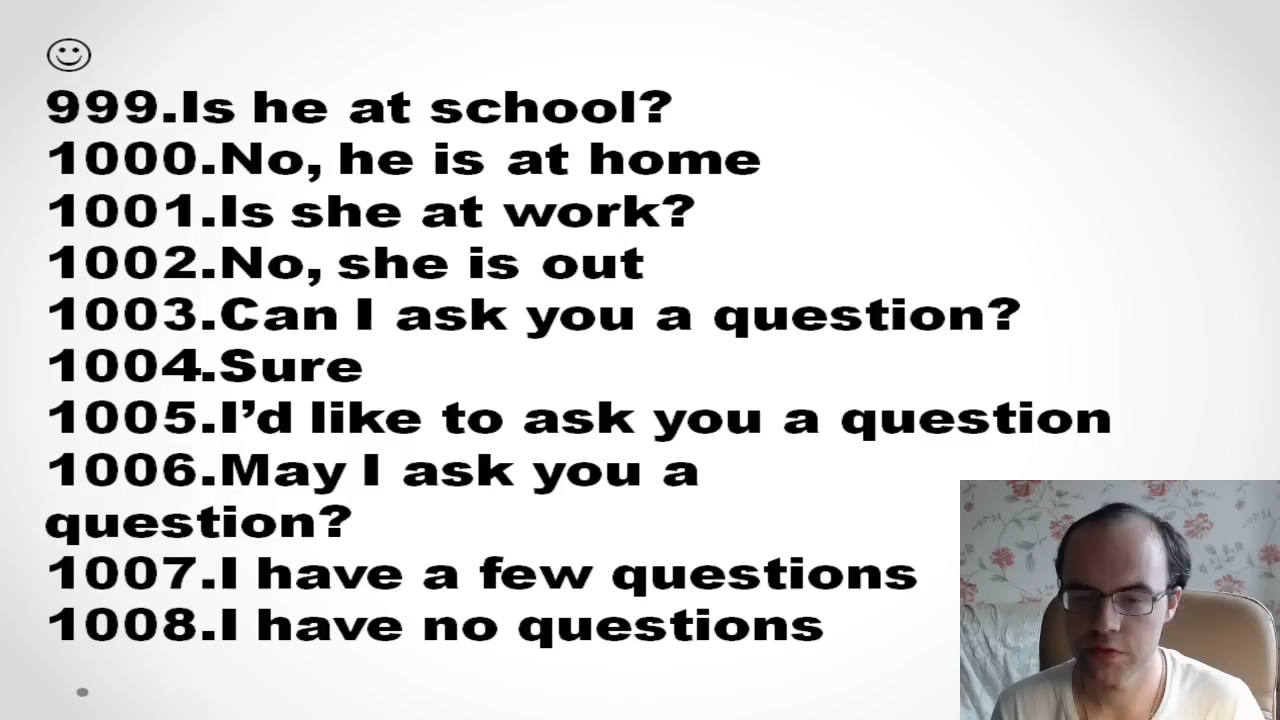 999.Is he at school?
1000.No, he is at home
1001.Is she at work?
1002.No, she is out
1003.Can I ask you a question?
1004.Sure
1005.I’d like to ask you a question
1006.May I ask you a
question?
1007.I have a few questions
1008.I have no questions